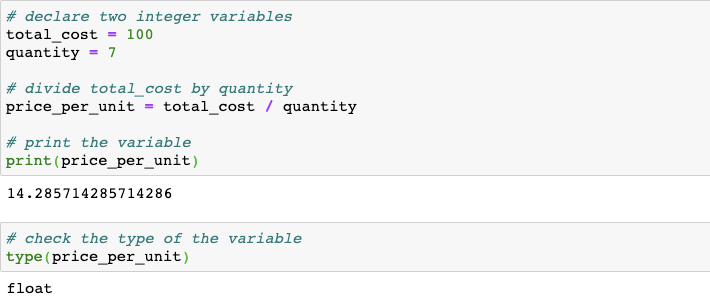 # declare two integer variables
total_cost = 100
quantity = 7
# divide total_cost by quantity
price_per_unit = total_cost / quantity
# print the variable
print(price_per_unit)
14.285714285714286
# check the type of the variable
type(price_per_unit)
float